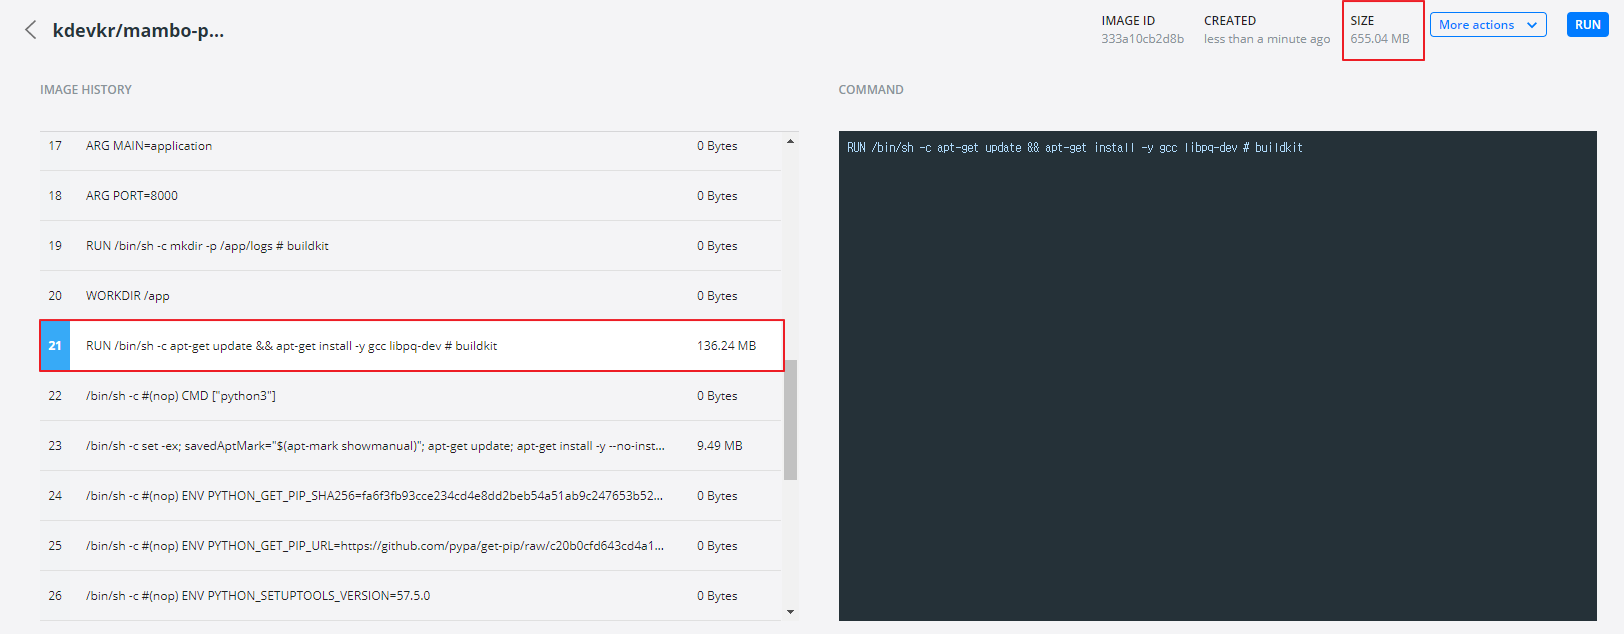 kdevkr/mambo-p...
IMAGE ID
333a10cb2d8b
CREATED
less than a minute ago
SIZE
655.04 MB
More actions
RUN
IMAGE HISTORY
COMMAND
17 ARG MAIN=application 0 Bytes
18 ARG PORT=8000 0 Bytes
19 RUN /bin/sh -c mkdir -p /app/logs # buildkit 0 Bytes
20 WORKDIR /app 0 Bytes
21 RUN /bin/sh -c apt-get update && apt-get install -y gcc libpq-dev # buildkit 136.24 MB
22 /bin/sh -c #(nop) CMD ["python3"] 0 Bytes
23 /bin/sh -c set -ex; savedAptMark="$(apt-mark showmanual)"; apt-get update; apt-get install -y --no-inst... 9.49 MB
24 /bin/sh -c #(nop) ENV PYTHON_GET_PIP_SHA256=fa6f3fb93cce234cd4e8dd2beb54a51ab9c247653b52... 0 Bytes
25 /bin/sh -c #(nop) ENV PYTHON_GET_PIP_URL=https://github.com/pypa/get-pip/raw/c20b0cfd643cd4a1... 0 Bytes
26 /bin/sh -c #(nop) ENV PYTHON_SETUPTOOLS_VERSION=57.5.0 0 Bytes
RUN /bin/sh -c apt-get update && apt-get install -y gcc libpq-dev # buildkit